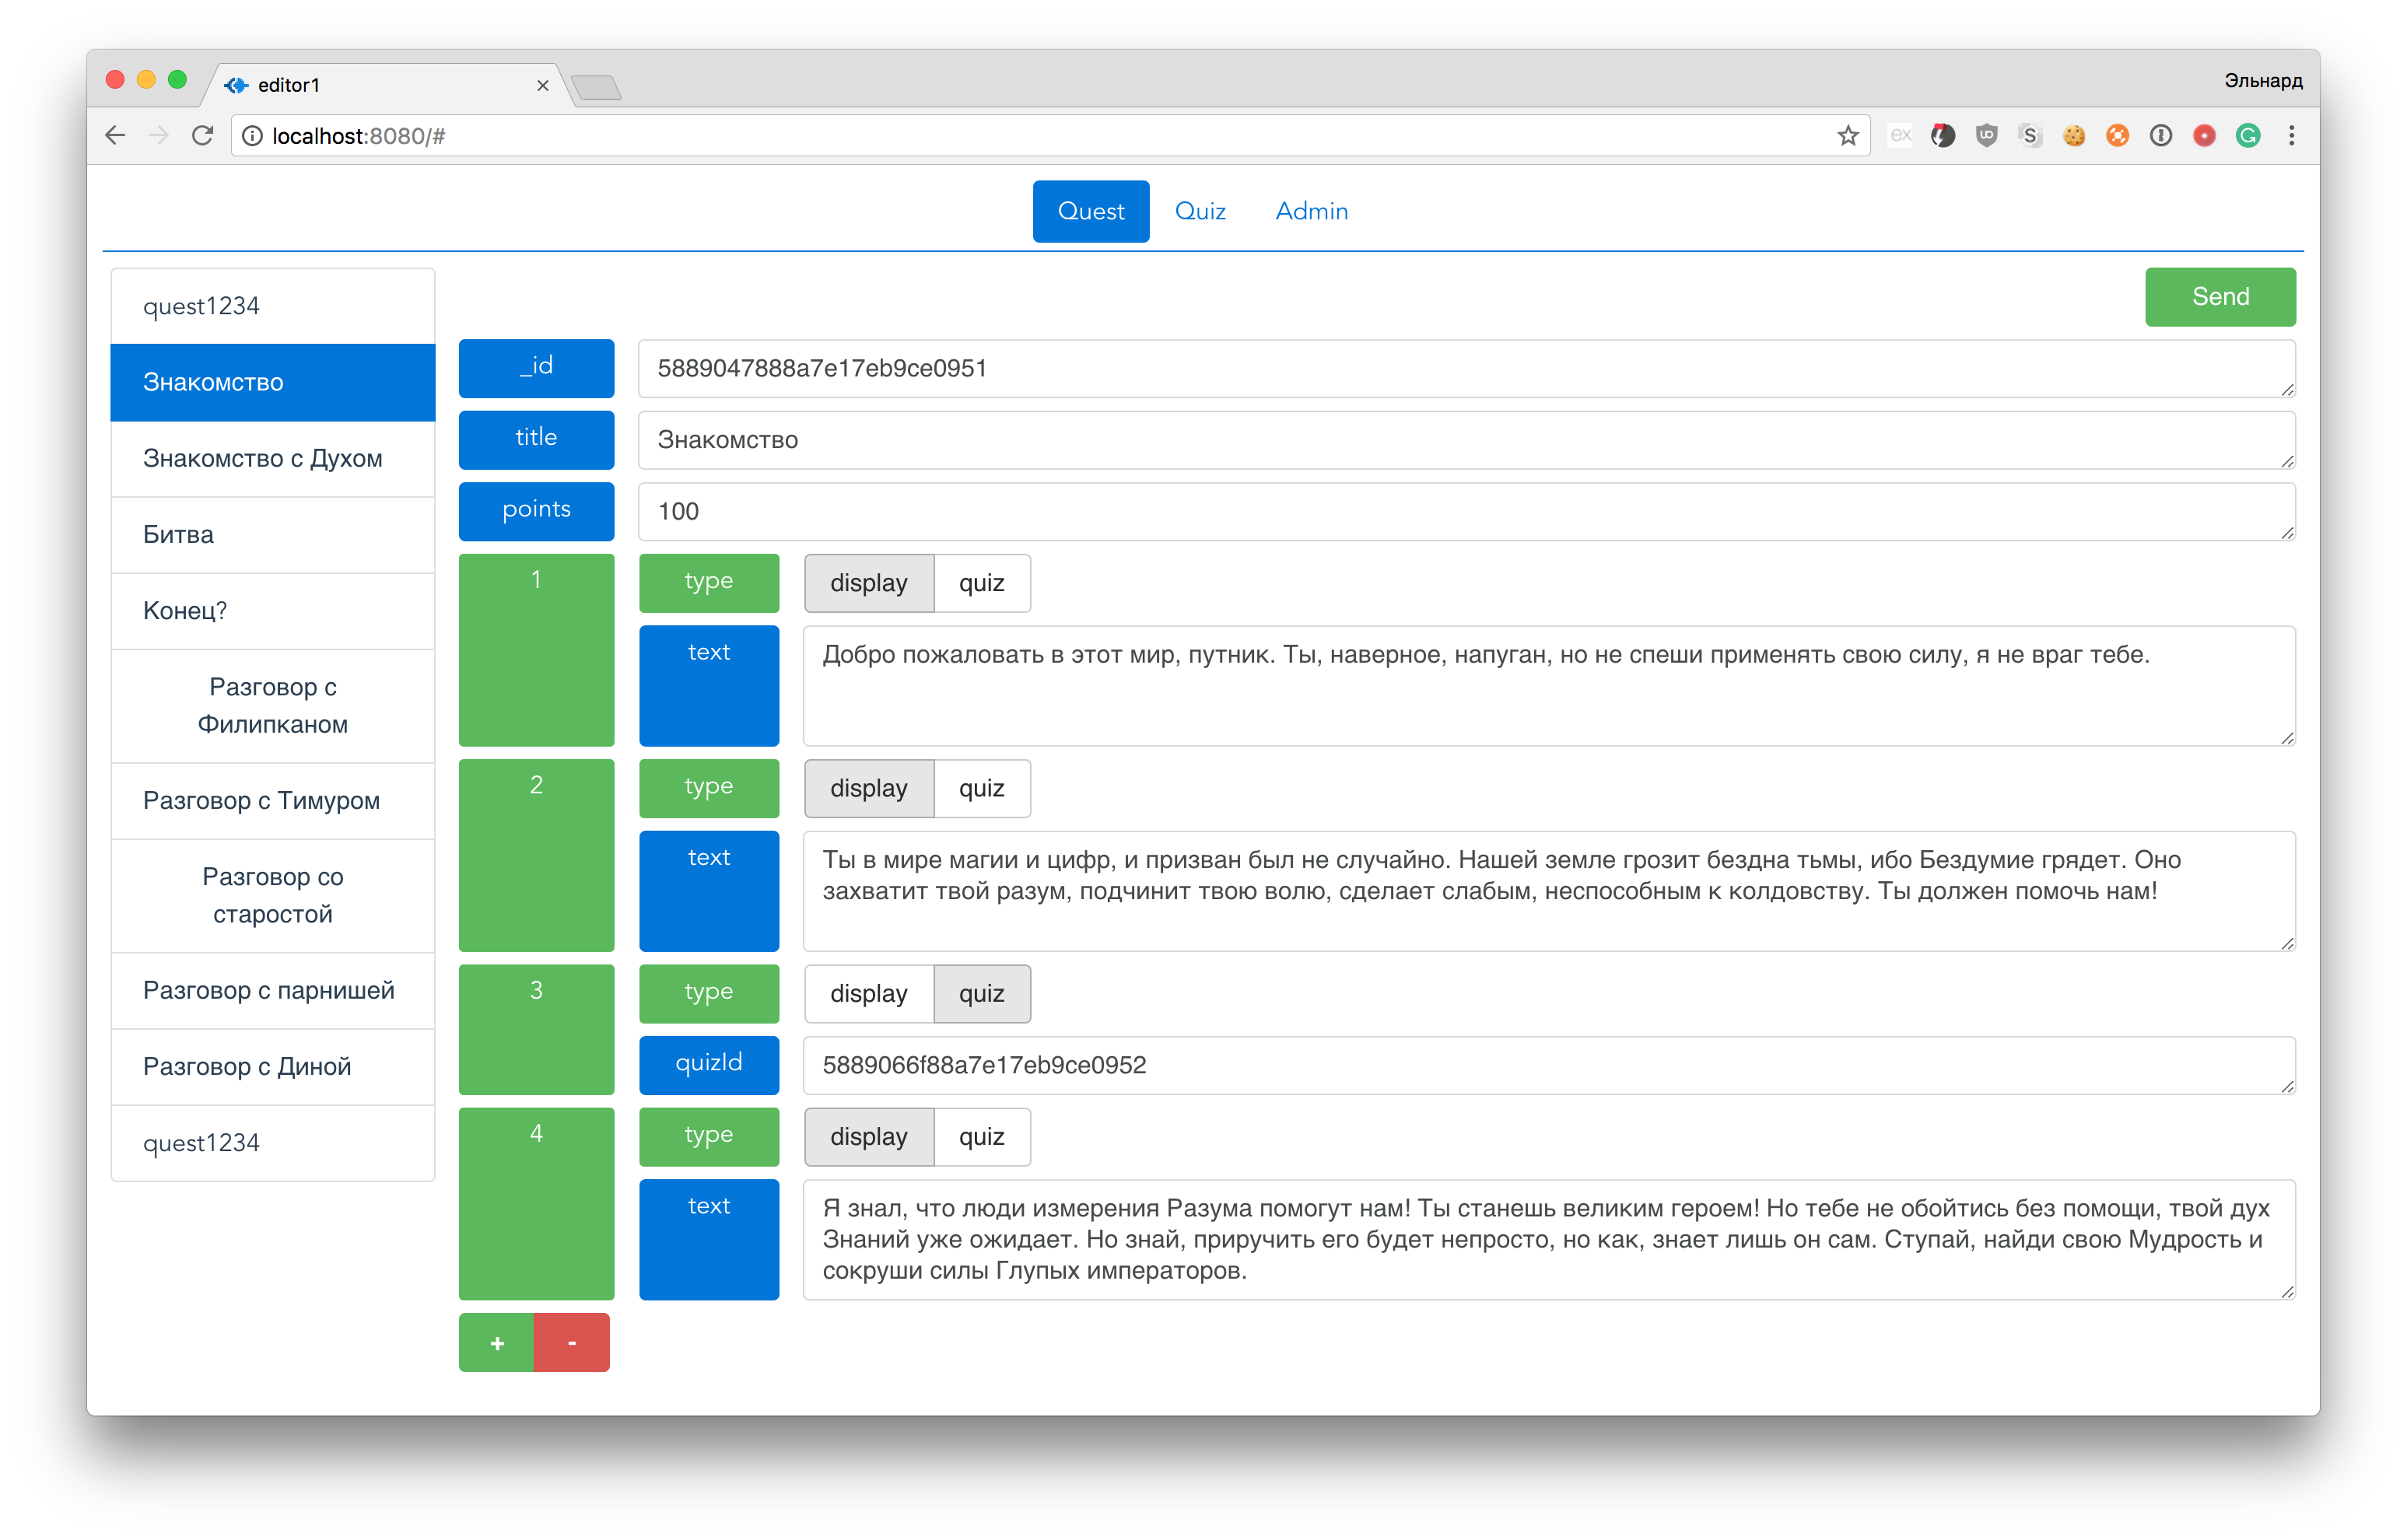 editor1
Эльнард
localhost:8080/#
Quest
Quiz
Admin
quest1234
Знакомство
Знакомство с Духом
Битва
Конец?
Разговор с
Филипканом
Разговор с Тимуром
Разговор со
старостой
Разговор с парнишей
Разговор с Диной
quest1234
Send
_id
5889047888a7e17eb9ce0951
title
Знакомство
points
100
1
type
display
quiz
text
Добро пожаловать в этот мир, путник. Ты, наверное, напуган, но не спеши применять свою силу, я не враг тебе.
2
type
display
quiz
text
Ты в мире магии и цифр, и призван был не случайно. Нашей земле грозит бездна тьмы, ибо Бездумие грядет. Оно
захватит твой разум, подчинит твою волю, сделает слабым, неспособным к колдовству. Ты должен помочь нам!
3
type
display
quiz
quizId
5889066f88a7e17eb9ce0952
4
type
display
quiz
text
Я знал, что люди измерения Разума помогут нам! Ты станешь великим героем! Но тебе не обойтись без помощи, твой дух
Знаний уже ожидает. Но знай, приручить его будет непросто, но как, знает лишь он сам. Ступай, найди свою Мудрость и
сокруши силы Глупых императоров.
+
-